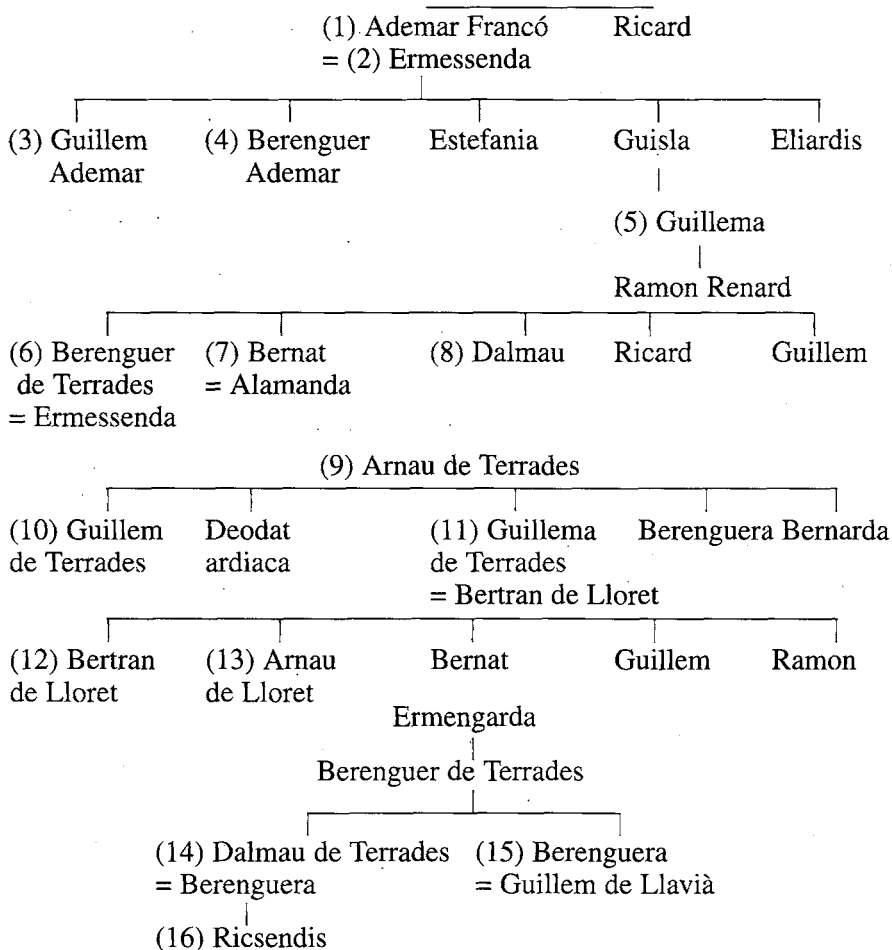 (1) Ademar Francó Ricard
= (2) Ermessenda
(3) Guillem (4) Berenguer Estefania Guisla Eliardis
Ademar Ademar
(5) Guillema
Ramon Renard
(6) Berenguer (7) Bernat (8) Dalmau Ricard Guillem
de Terrades = Alamanda
= Ermessenda
(9) Arnau de Terrades
(10) Guillem Deodat (11) Guillema Berenguera Bernarda
de Terrades ardiaca de Terrades
= Bertran de Lloret
(12) Bertran (13) Arnau Bernat Guillem Ramon
de Lloret de Lloret
Ermengarda
Berenguer de Terrades
(14) Dalmau de Terrades (15) Berenguera
= Berenguera = Guillem de Llavià
(16) Ricsendis